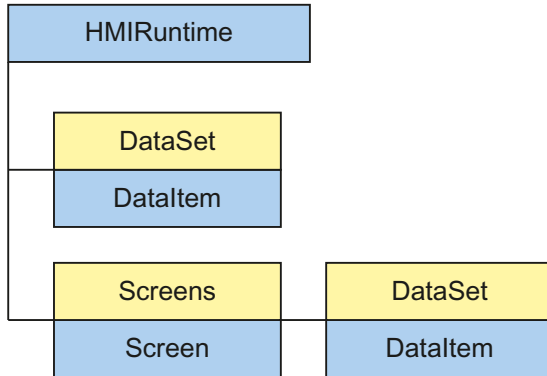 HMIRuntime
DataSet
DataItem
Screens
DataSet
Screen
DataItem